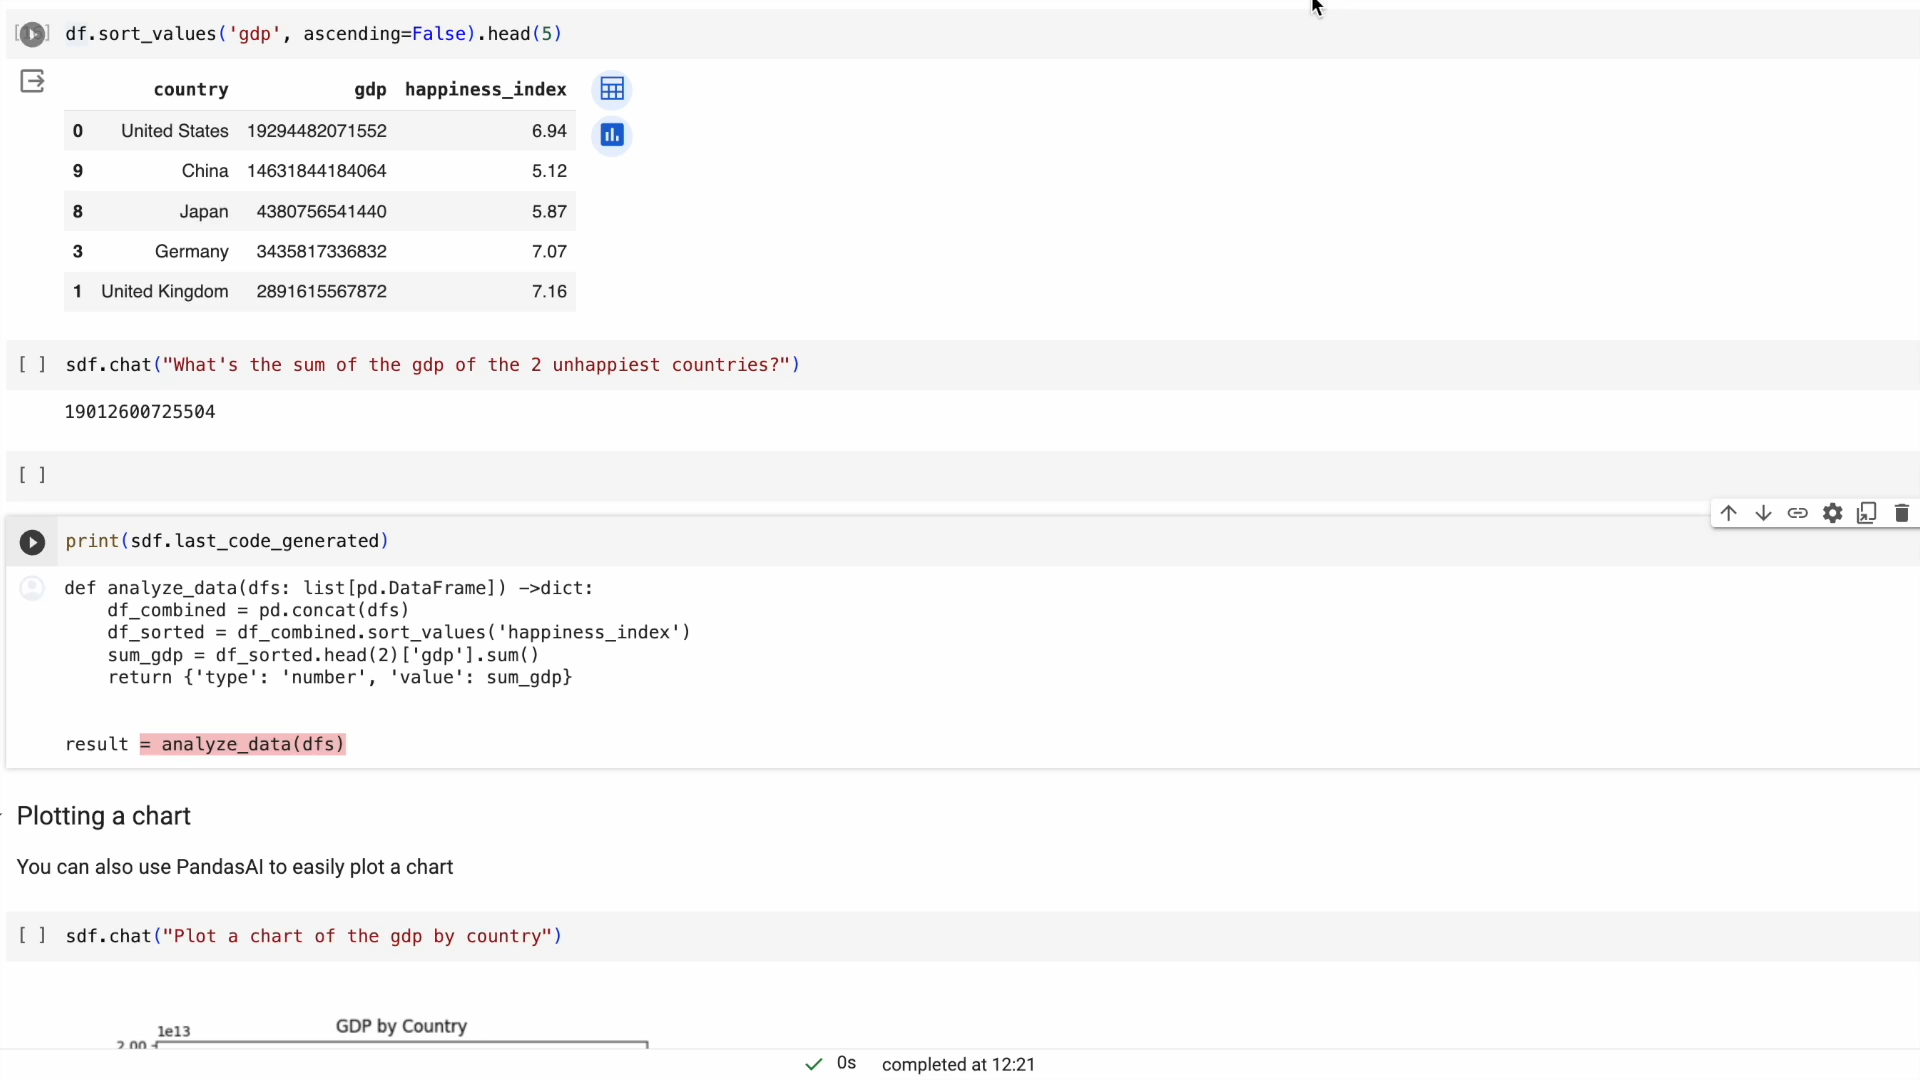 df.sort_values('gdp', ascending=False).head(5)
country gdp happiness_index
0 United States 19294482071552 6.94
9 China 14631844184064 5.12
8 Japan 4380756541440 5.87
3 Germany 3435817336832 7.07
1 United Kingdom 2891615567872 7.16
[ ] sdf.chat("What's the sum of the gdp of the 2 unhappiest countries?")
19012600725504
[ ]
print(sdf.last_code_generated)
def analyze_data(dfs: list[pd.DataFrame]) ->dict:
    df_combined = pd.concat(dfs)
    df_sorted = df_combined.sort_values('happiness_index')
    sum_gdp = df_sorted.head(2)['gdp'].sum()
    return {'type': 'number', 'value': sum_gdp}
result = analyze_data(dfs)
Plotting a chart
You can also use PandasAI to easily plot a chart
[ ] sdf.chat("Plot a chart of the gdp by country")
GDP by Country
1e13
2.00
0s completed at 12:21